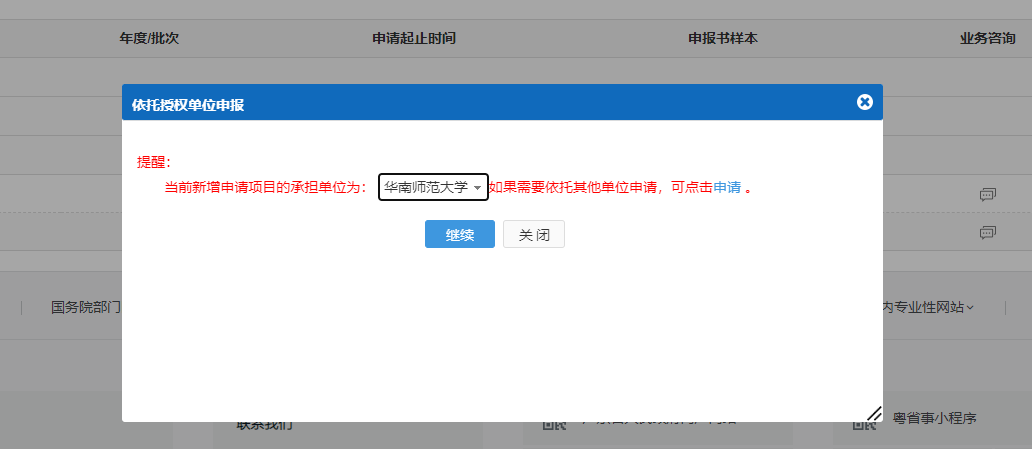 年度/批次 申请起止时间 申报书样本 业务咨询
依托授权单位申报
提醒：
当前新增申请项目的承担单位为： 华南师范大学 如果需要依托其他单位申请，可点击申请 。
继续 关 闭
国务院部门 内专业性网站
联系我们 粤省事小程序